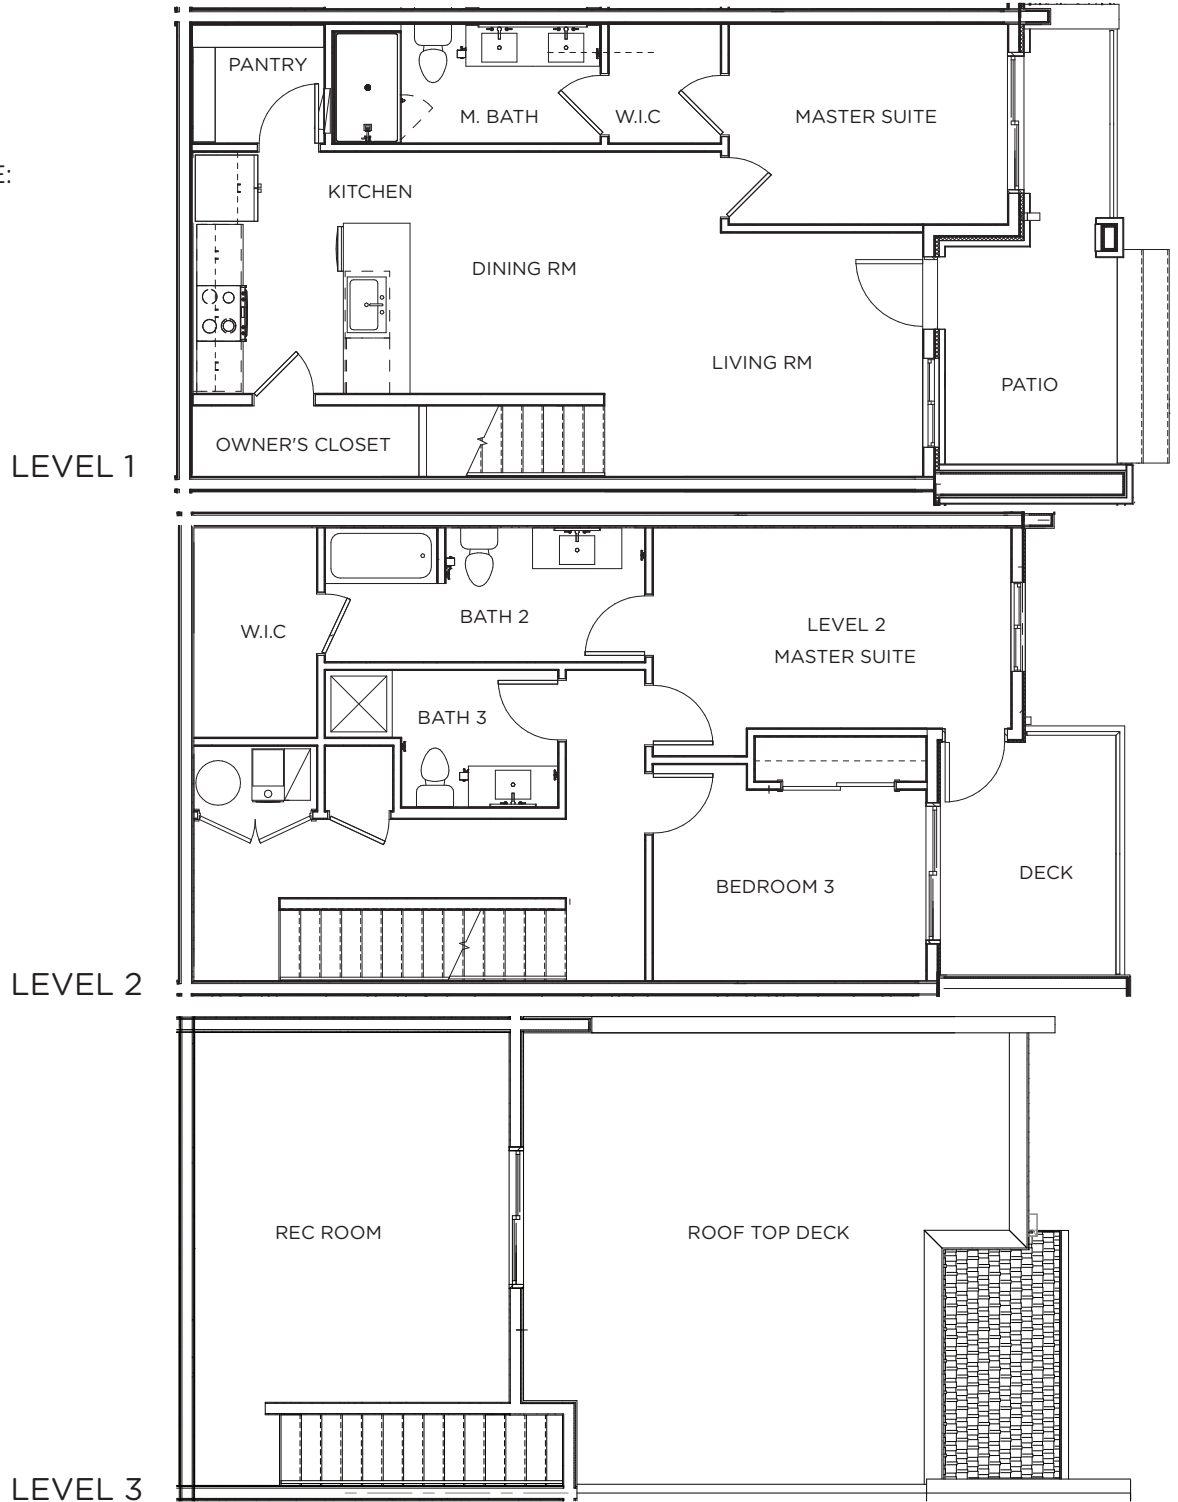 PANTRY
M. BATH
W.I.C
MASTER SUITE
E:
KITCHEN
DINING RM
LIVING RM
PATIO
OWNER'S CLOSET
LEVEL 1
BATH 2
W.I.C
LEVEL 2
MASTER SUITE
BATH 3
BEDROOM 3
DECK
LEVEL 2
REC ROOM
ROOF TOP DECK
LEVEL 3